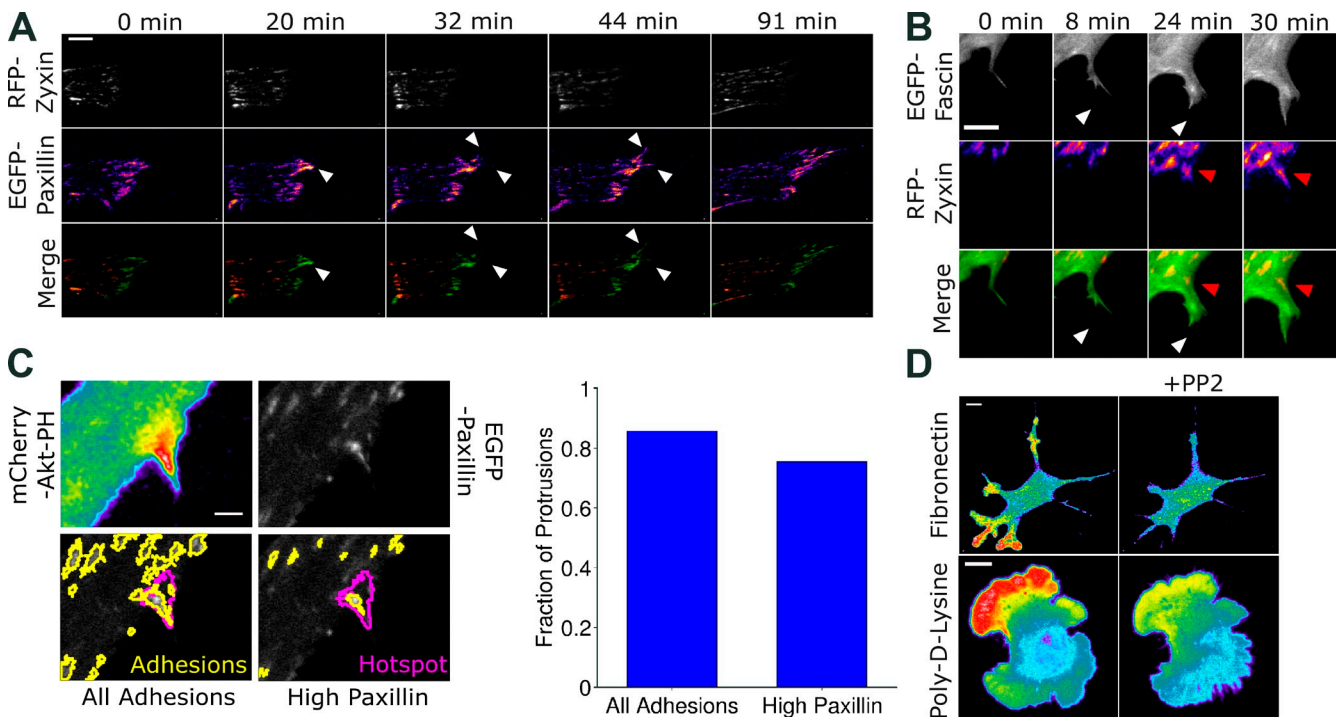 A
0 min
20 min
32 min
44 min
91 min
RFP-
Zyxin
EGFP-
Paxillin
Merge
B
0 min
8 min
24 min
30 min
EGFP-
Fascin
RFP-
Zyxin
Merge
C
mCherry
-Akt-PH
EGFP
-Paxillin
Adhesions
Hotspot
All Adhesions
High Paxillin
Fraction of Protrusions
1
0.8
0.6
0.4
0.2
0
All Adhesions
High Paxillin
D
+PP2
Fibronectin
Poly-D-Lysine